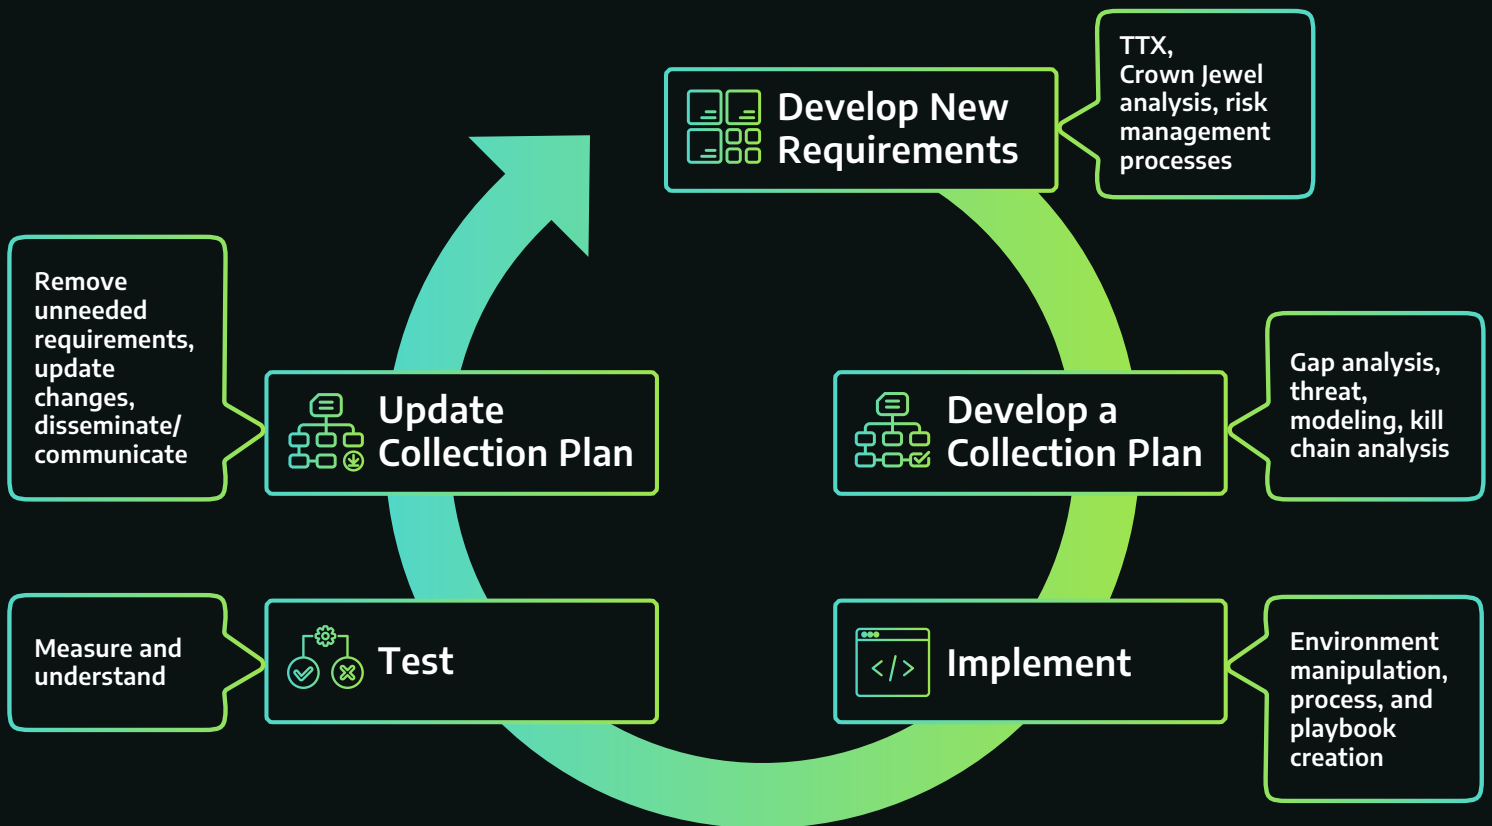 Develop New
Requirements
TTX,
Crown Jewel
analysis, risk
management
processes
Develop a
Collection Plan
Gap analysis,
threat,
modeling, kill
chain analysis
Implement
</>
Environment
manipulation,
process, and
playbook
creation
Test
Measure and
understand
Update
Collection Plan
Remove
unneeded
requirements,
update
changes,
disseminate/
communicate